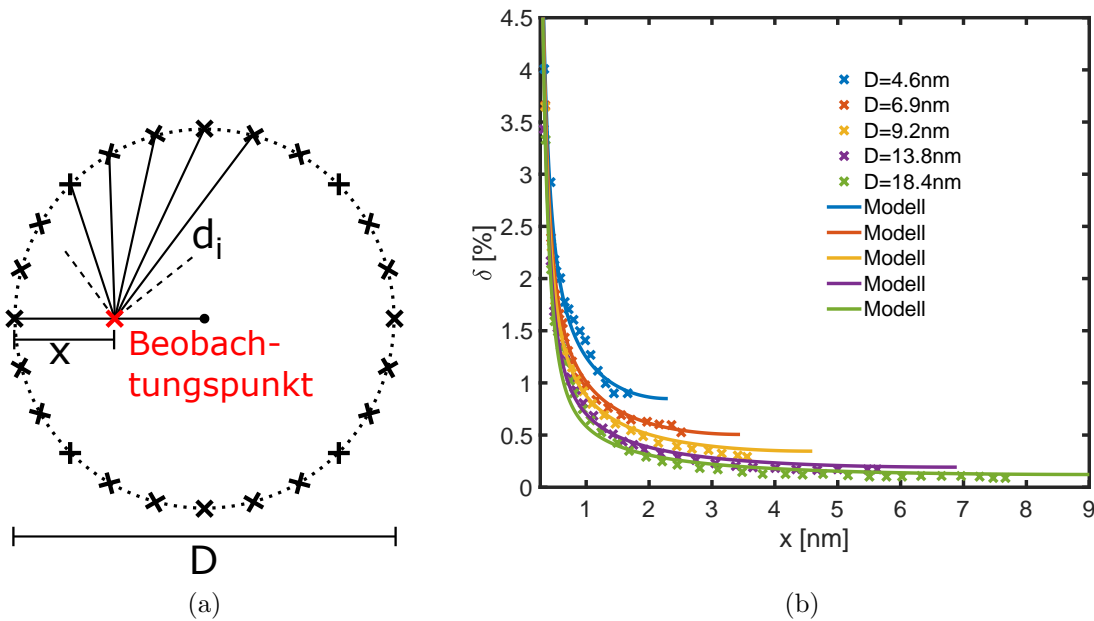 d_i
x
Beobach-
tungspunkt
D
(a)
4.5
4
3.5
3
2.5
2
1.5
1
0.5
0
δ [%]
D=4.6nm
D=6.9nm
D=9.2nm
D=13.8nm
D=18.4nm
Modell
Modell
Modell
Modell
Modell
1 2 3 4 5 6 7 8 9
x [nm]
(b)